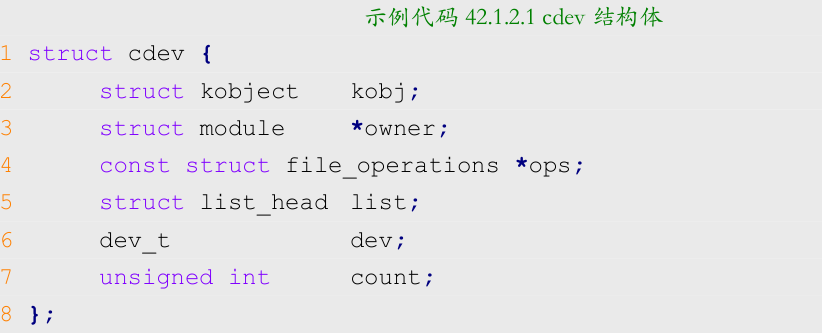 示例代码 42.1.2.1 cdev 结构体
1 struct cdev {
2 struct kobject kobj;
3 struct module *owner;
4 const struct file_operations *ops;
5 struct list_head list;
6 dev_t dev;
7 unsigned int count;
8 };